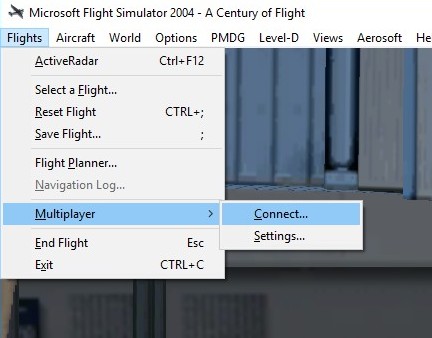 Microsoft Flight Simulator 2004 - A Century of Flight
Flights Aircraft World Options PMDG Level-D Views Aerosoft He
ActiveRadar Ctrl+F12
Select a Flight...
Reset Flight CTRL+;
Save Flight... ;
Flight Planner...
Navigation Log...
Multiplayer > Connect...
Settings...
End Flight Esc
Exit CTRL+C